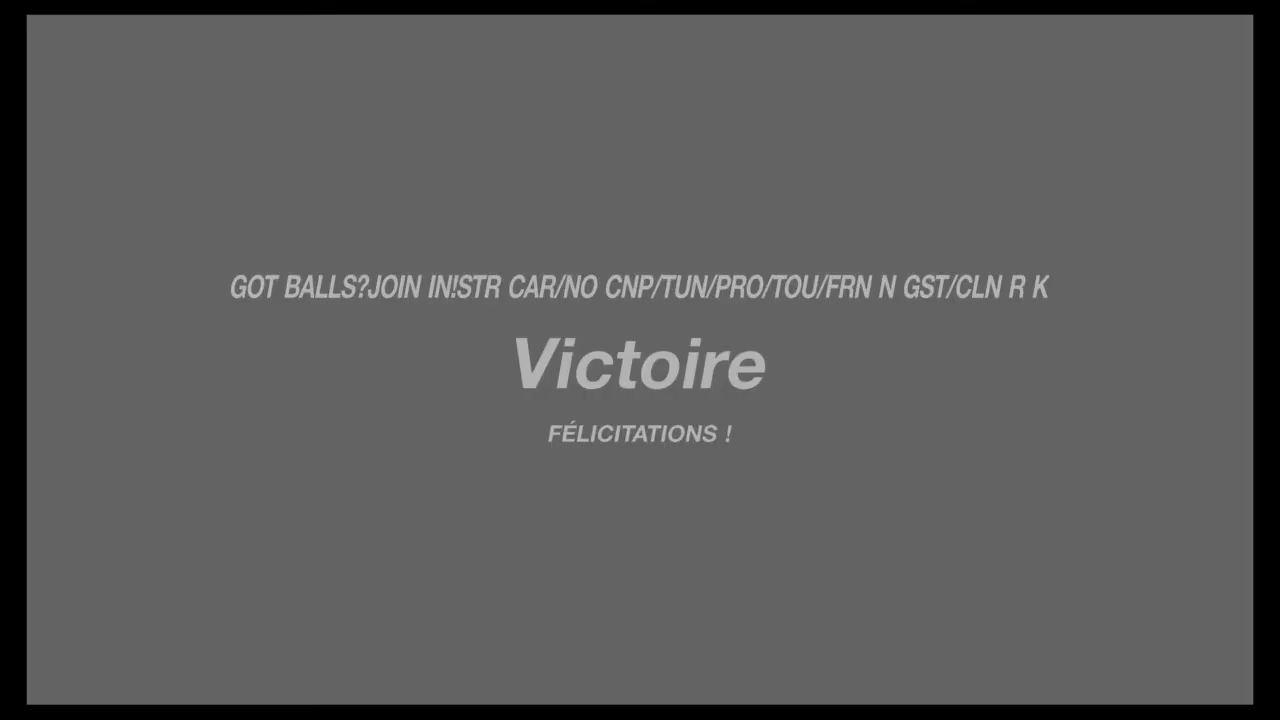 GOT BALLS?JOIN IN!STR CAR/NO CNP/TUN/PRO/TOU/FRN N GST/CLN R K
Victoire
FÉLICITATIONS !